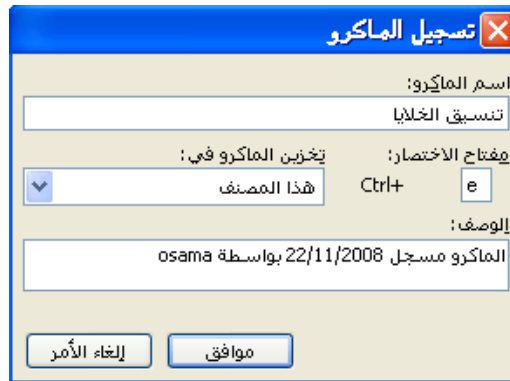 تسجيل الماكرو
اسم الماكرو:
تنسيق الخلايا
مفتاح الاختصار: تخزين الماكرو في:
e Ctrl+ هذا المصنف
الوصف:
الماكرو مسجل 22/11/2008 بواسطة osama
موافق إلغاء الأمر